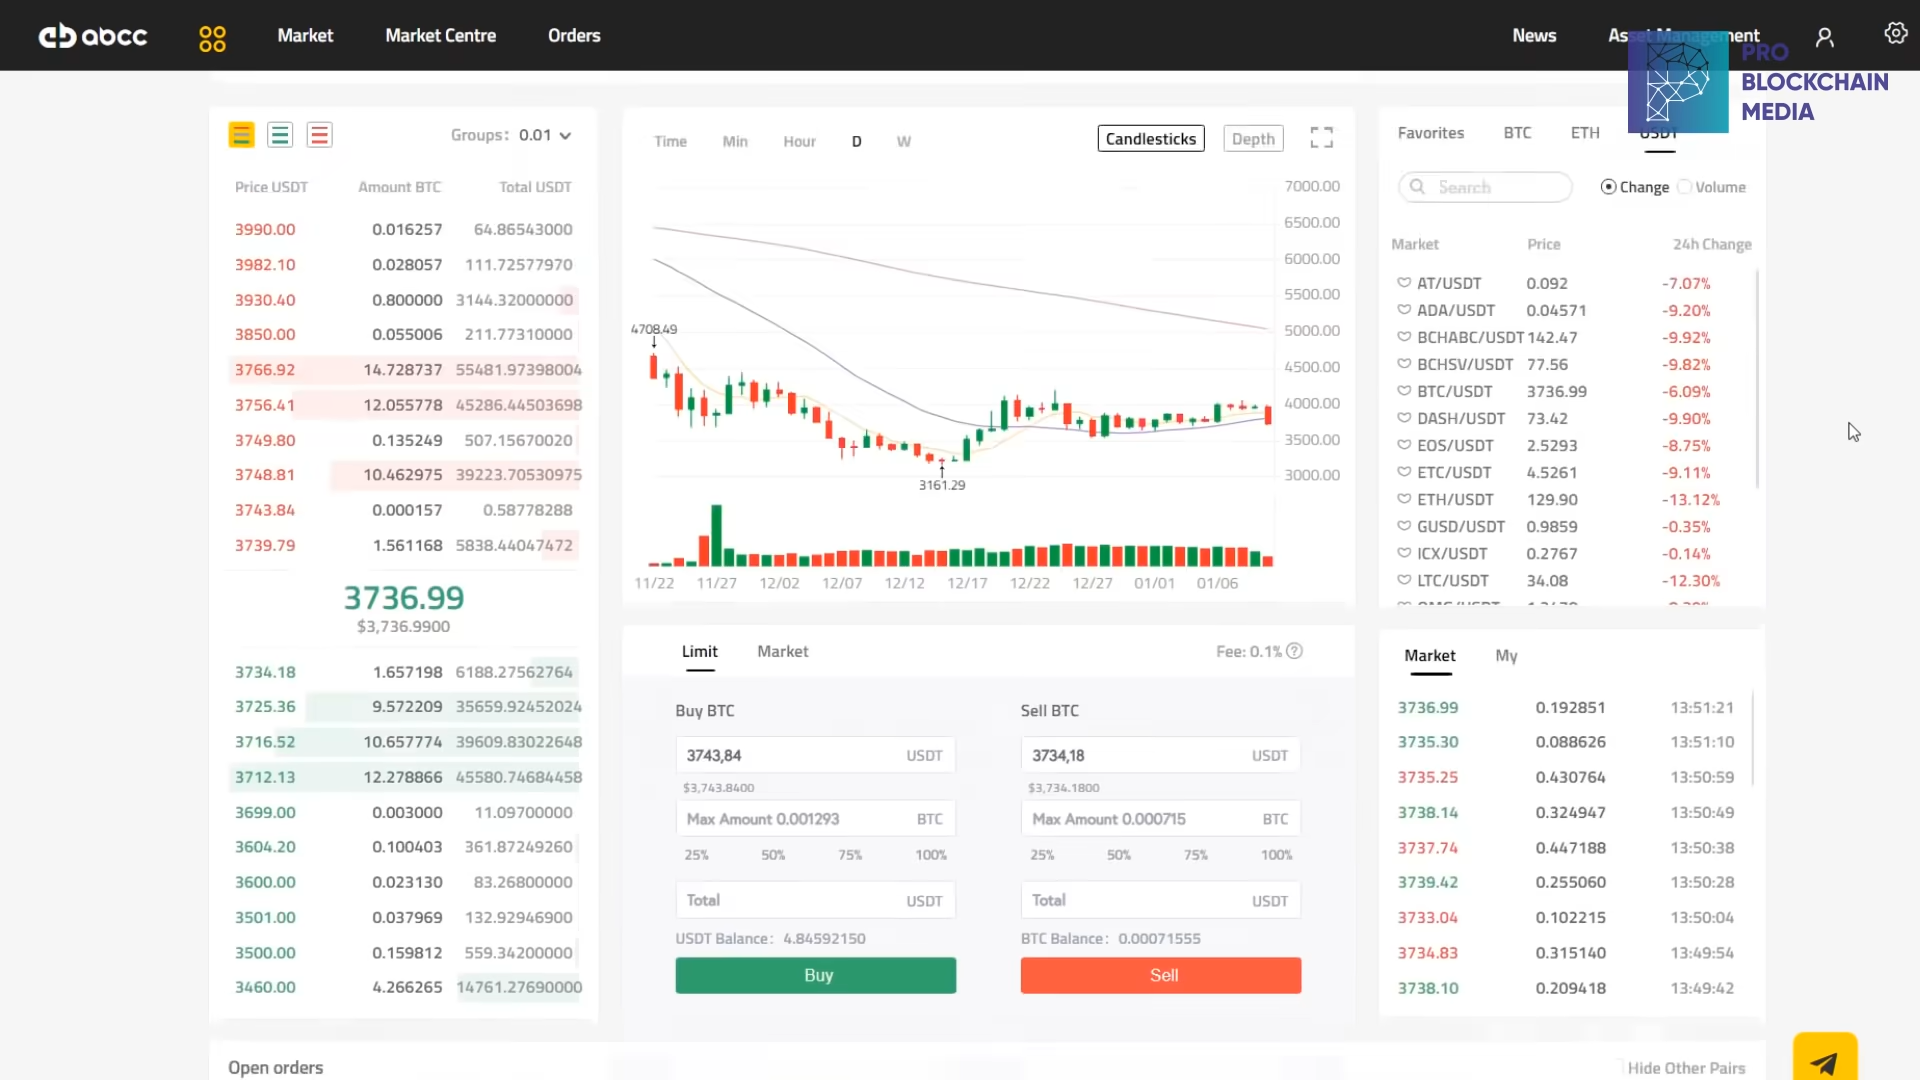 abcc Market Market Centre Orders News Asset Management
PRO
BLOCKCHAIN
MEDIA
Groups: 0.01
Price USDT Amount BTC Total USDT
3990.00 0.016257 64.86543000
3982.10 0.028057 111.72577970
3930.40 0.800000 3144.32000000
3850.00 0.055006 211.77310000
3766.92 14.728737 55481.97398004
3756.41 12.055778 45286.44503698
3749.80 0.135249 507.15670020
3748.81 10.462975 39223.70530975
3743.84 0.000157 0.58778288
3739.79 1.561168 5838.44047472
3736.99
$3,736.9900
3734.18 1.657198 6188.27562764
3725.36 9.572209 35659.92452024
3716.52 10.657774 39609.83022648
3712.13 12.278866 45580.74684458
3699.00 0.003000 11.09700000
3604.20 0.100403 361.87249260
3600.00 0.023130 83.26800000
3501.00 0.037969 132.92946900
3500.00 0.159812 559.34200000
3460.00 4.266265 14761.27690000
Time Min Hour D W Candlesticks Depth
7000.00
6500.00
6000.00
5500.00
5000.00
4500.00
4000.00
3500.00
3000.00
4708.49
3161.29
11/22 11/27 12/02 12/07 12/12 12/17 12/22 12/27 01/01 01/06
Limit Market Fee: 0.1%
Buy BTC
3743,84 USDT
$3,743.8400
Max Amount 0.001293 BTC
25% 50% 75% 100%
Total USDT
USDT Balance: 4.84592150
Buy
Sell BTC
3734,18 USDT
$3,734.1800
Max Amount 0.000715 BTC
25% 50% 75% 100%
Total USDT
BTC Balance: 0.00071555
Sell
Favorites BTC ETH USDT
Search Change Volume
Market Price 24h Change
AT/USDT 0.092 -7.07%
ADA/USDT 0.04571 -9.20%
BCHABC/USDT 142.47 -9.92%
BCHSV/USDT 77.56 -9.82%
BTC/USDT 3736.99 -6.09%
DASH/USDT 73.42 -9.90%
EOS/USDT 2.5293 -8.75%
ETC/USDT 4.5261 -9.11%
ETH/USDT 129.90 -13.12%
GUSD/USDT 0.9859 -0.35%
ICX/USDT 0.2767 -0.14%
LTC/USDT 34.08 -12.30%
Market My
3736.99 0.192851 13:51:21
3735.30 0.088626 13:51:10
3735.25 0.430764 13:50:59
3738.14 0.324947 13:50:49
3737.74 0.447188 13:50:38
3739.42 0.255060 13:50:28
3733.04 0.102215 13:50:04
3734.83 0.315140 13:49:54
3738.10 0.209418 13:49:42
Open orders Hide Other Pairs